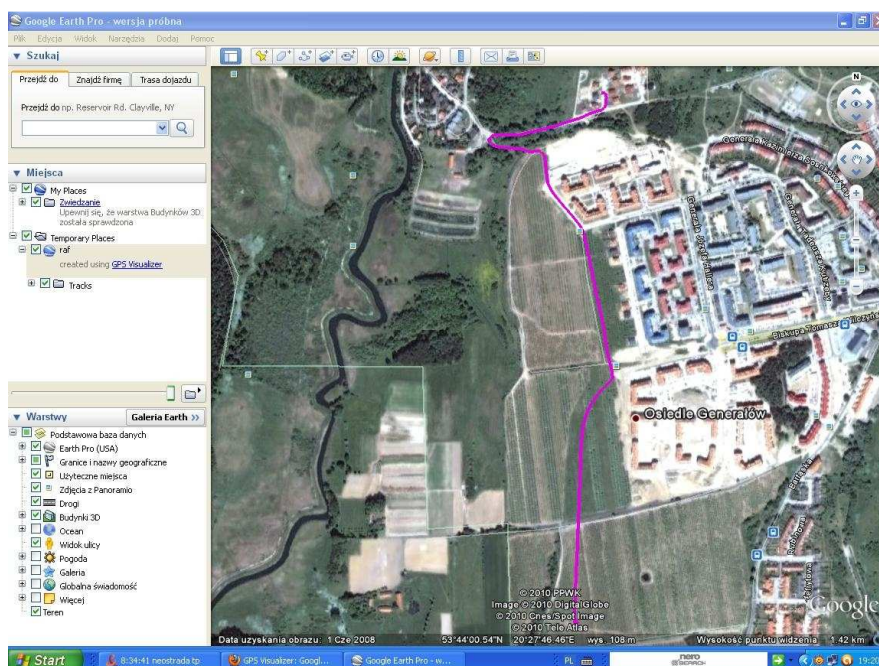 Google Earth Pro - wersja próbna
Plik Edycja Widok Narzędzia Dodaj Pomoc
Szukaj
Przejdź do Znajdź firmę Trasa dojazdu
Przejdź do np. Reservoir Rd. Clayville, NY
Miejsca
My Places
Zwiedzanie
Upewnij się, że warstwa Budynków 3D
została sprawdzona
Temporary Places
raf
created using GPS Visualizer
Tracks
Warstwy Galeria Earth >>
Podstawowa baza danych
Earth Pro (USA)
Granice i nazwy geograficzne
Użyteczne miejsca
Zdjęcia z Panoramio
Drogi
Budynki 3D
Ocean
Widok ulicy
Pogoda
Galeria
Globalna świadomość
Więcej
Teren
N
Generała Józefa Hallera
Osiedle Generałów
Bartąska
© 2010 PPWK
Image © 2010 DigitalGlobe
© 2010 Cnes/Spot Image
© 2010 Tele Atlas
Google
Data uzyskania obrazu: 1 Cze 2008 53°44'00.54"N 20°27'46.46"E wys. 108 m Wysokość punktu widzenia 1.42 km
Start 8:34:41 neostrada tp GPS Visualizer: Googl... Google Earth Pro - w... PL nero SEARCH 19:20